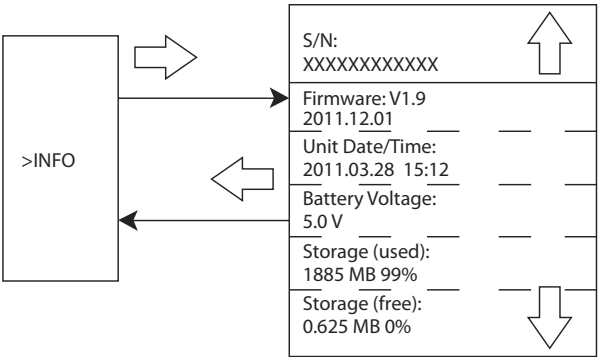 >INFO
S/N:
XXXXXXXXXXXX
Firmware: V1.9
2011.12.01
Unit Date/Time:
2011.03.28 15:12
Battery Voltage:
5.0 V
Storage (used):
1885 MB 99%
Storage (free):
0.625 MB 0%